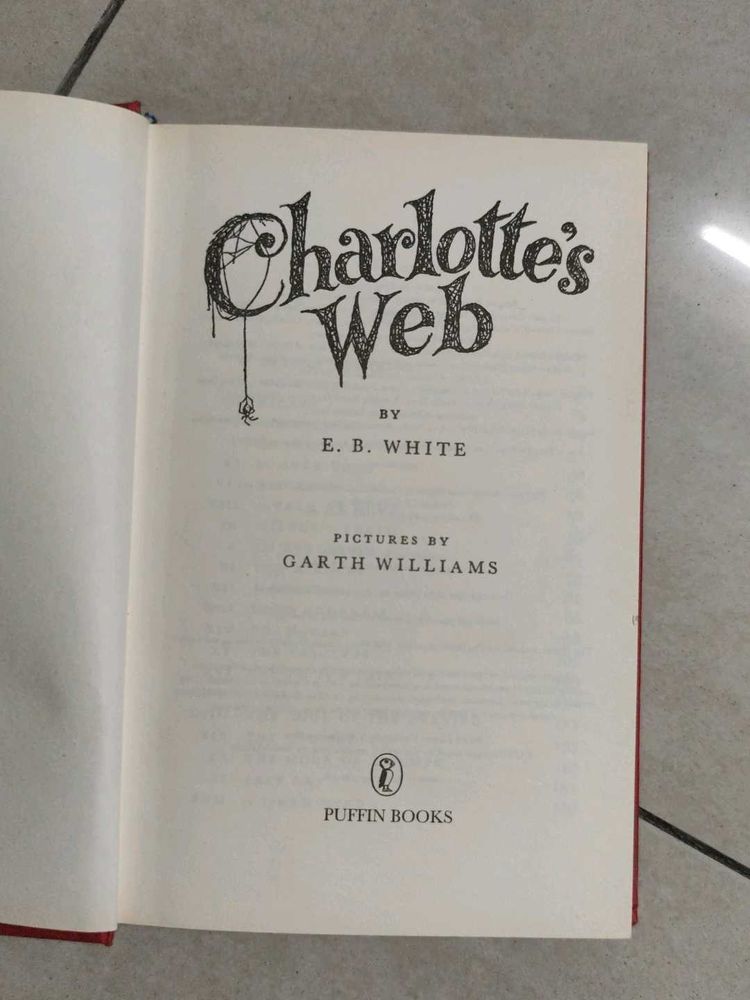 Charlotte's
Web
BY
E. B. WHITE
PICTURES BY
GARTH WILLIAMS
PUFFIN BOOKS